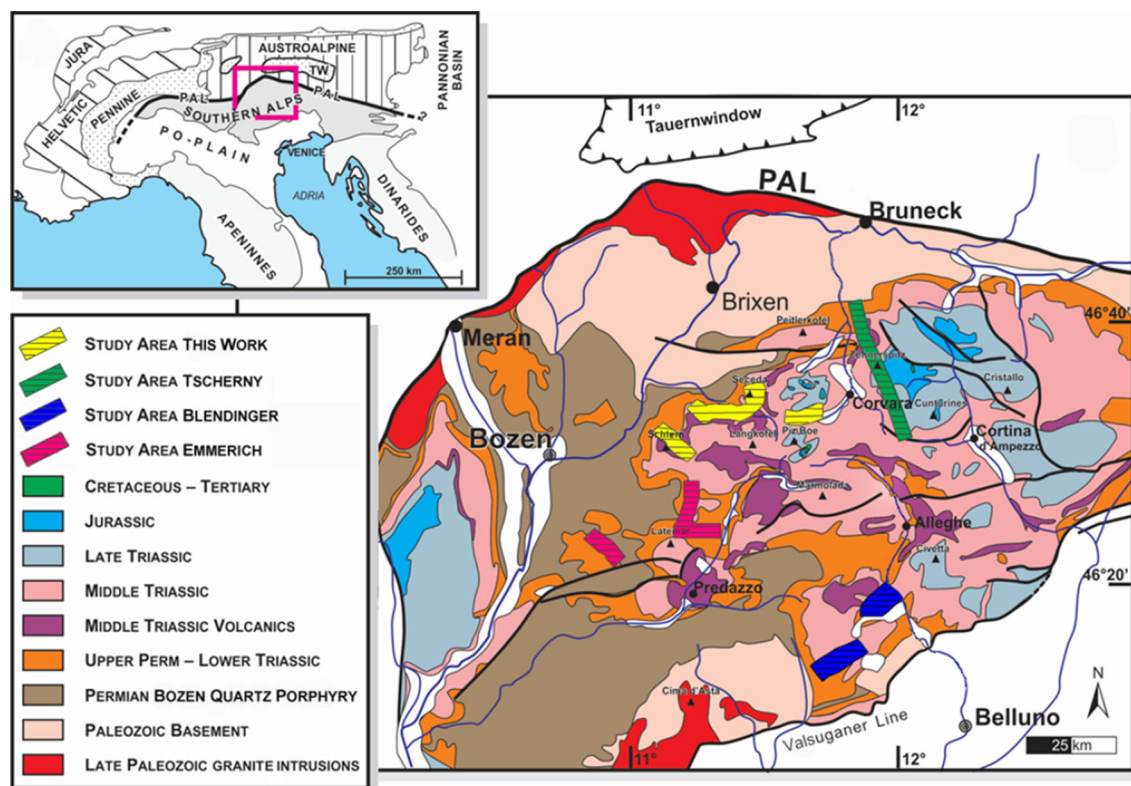 JURA
HELVETIC
PENNINE
AUSTROALPINE
TW.
PAL
PAL
SOUTHERN ALPS
PO-PLAIN
VENICE
ADRIA
APENINNES
DINARIDES
PANNONIAN
BASIN
?
250 km
STUDY AREA THIS WORK
STUDY AREA TSCHERNY
STUDY AREA BLENDINGER
STUDY AREA EMMERICH
CRETACEOUS – TERTIARY
JURASSIC
LATE TRIASSIC
MIDDLE TRIASSIC
MIDDLE TRIASSIC VOLCANICS
UPPER PERM – LOWER TRIASSIC
PERMIAN BOZEN QUARTZ PORPHYRY
PALEOZOIC BASEMENT
LATE PALEOZOIC GRANITE INTRUSIONS
11°
12°
Tauernwindow
PAL
Bruneck
Brixen
Meran
46°40'
Peitlerkofel
Seceda
Cristallo
Corvara
Cunturines
Bozen
Schlern
Langkofel
Piz Boe
Cortina
d'Ampezzo
Marmolada
Alleghe
Latemar
Civetta
46°20'
Predazzo
Cima d'Asta
N
Belluno
Valsuganer Line
11°
12°
25 km